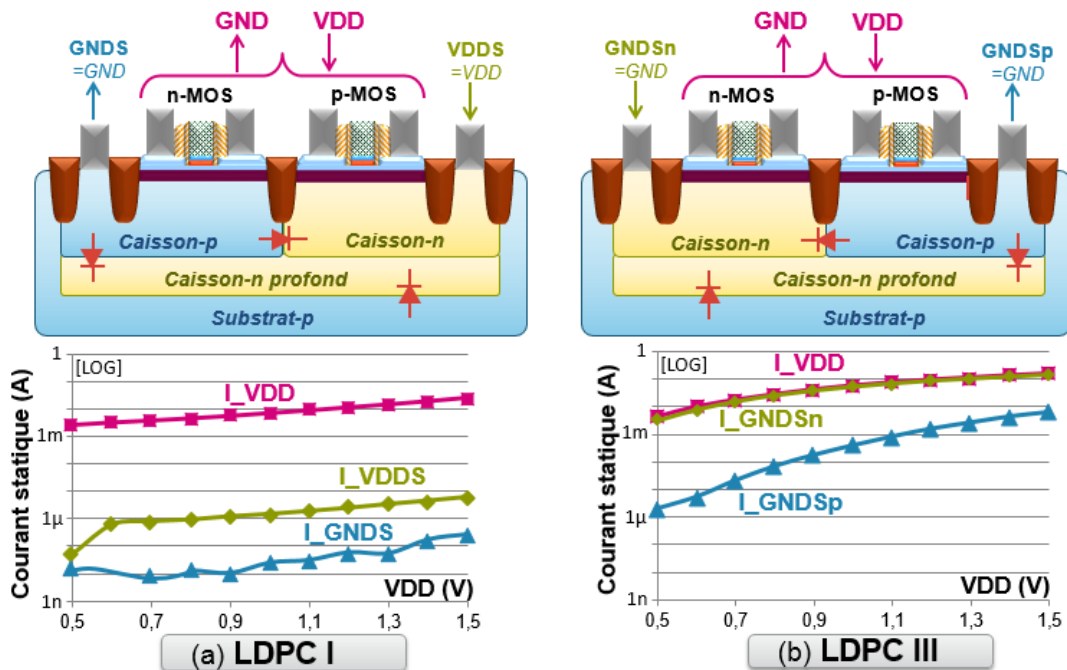 GND VDD
GNDS
=GND
VDDS
=VDD
n-MOS p-MOS
Caisson-p Caisson-n
Caisson-n profond
Substrat-p
GND VDD
GNDSn
=GND
GNDSp
=GND
n-MOS p-MOS
Caisson-n Caisson-p
Caisson-n profond
Substrat-p
Courant statique (A)
1
1m
1µ
1n
[LOG]
I_VDD
I_VDDS
I_GNDS
VDD (V)
0,5 0,7 0,9 1,1 1,3 1,5
(a) LDPC I
Courant statique (A)
1
1m
1µ
1n
[LOG]
I_VDD
I_GNDSn
I_GNDSp
VDD (V)
0,5 0,7 0,9 1,1 1,3 1,5
(b) LDPC III